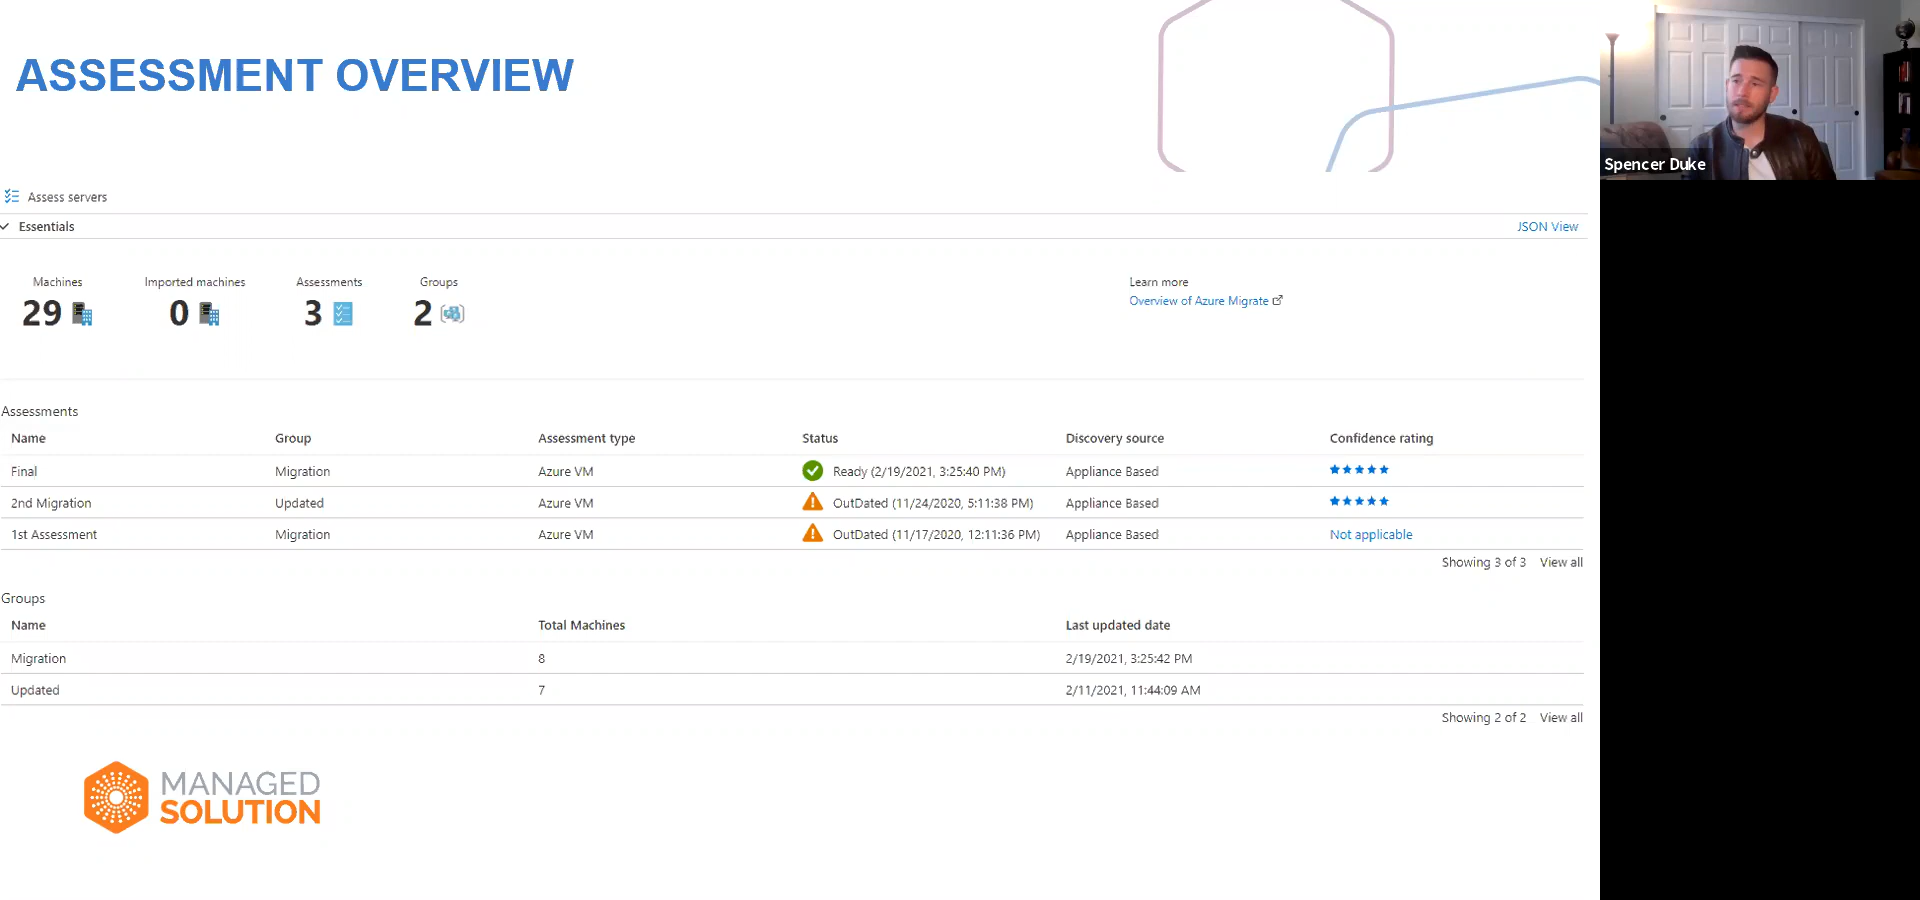 ASSESSMENT OVERVIEW
Spencer Duke
Assess servers
Essentials
JSON View
Machines Imported machines Assessments Groups
29 0 3 2
Learn more
Overview of Azure Migrate
Assessments
Name Group Assessment type Status Discovery source Confidence rating
Final Migration Azure VM Ready (2/19/2021, 3:25:40 PM) Appliance Based
2nd Migration Updated Azure VM OutDated (11/24/2020, 5:11:38 PM) Appliance Based
1st Assessment Migration Azure VM OutDated (11/17/2020, 12:11:36 PM) Appliance Based Not applicable
Showing 3 of 3 View all
Groups
Name Total Machines Last updated date
Migration 8 2/19/2021, 3:25:42 PM
Updated 7 2/11/2021, 11:44:09 AM
Showing 2 of 2 View all
MANAGED
SOLUTION